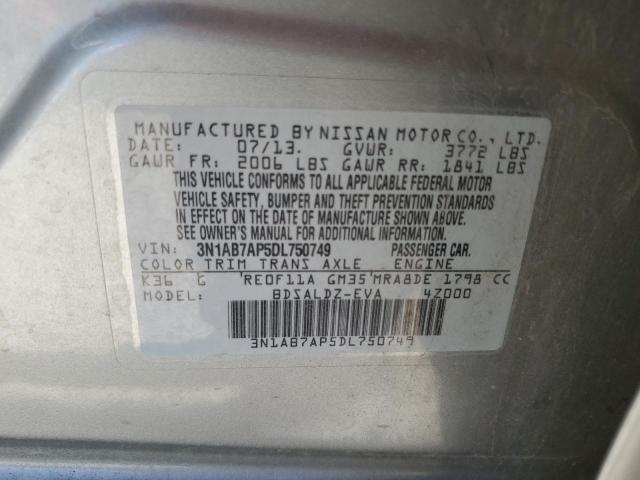 MANUFACTURED BY NISSAN MOTOR CO., LTD.
DATE: 07/13. GVWR: 3772 LBS
GAWR FR: 2006 LBS GAWR RR: 1841 LBS
THIS VEHICLE CONFORMS TO ALL APPLICABLE FEDERAL MOTOR
VEHICLE SAFETY, BUMPER AND THEFT PREVENTION STANDARDS
IN EFFECT ON THE DATE OF MANUFACTURE SHOWN ABOVE.
SEE OWNER'S MANUAL FOR ADDITIONAL INFORMATION.
VIN: 3N1AB7AP5DL750749 PASSENGER CAR.
COLOR TRIM TRANS AXLE ENGINE
K36 G RE0F11A GM35 MRA8DE 1798 CC
MODEL: BDSALDZ-EVA 4Z000
3N1AB7AP5DL750749